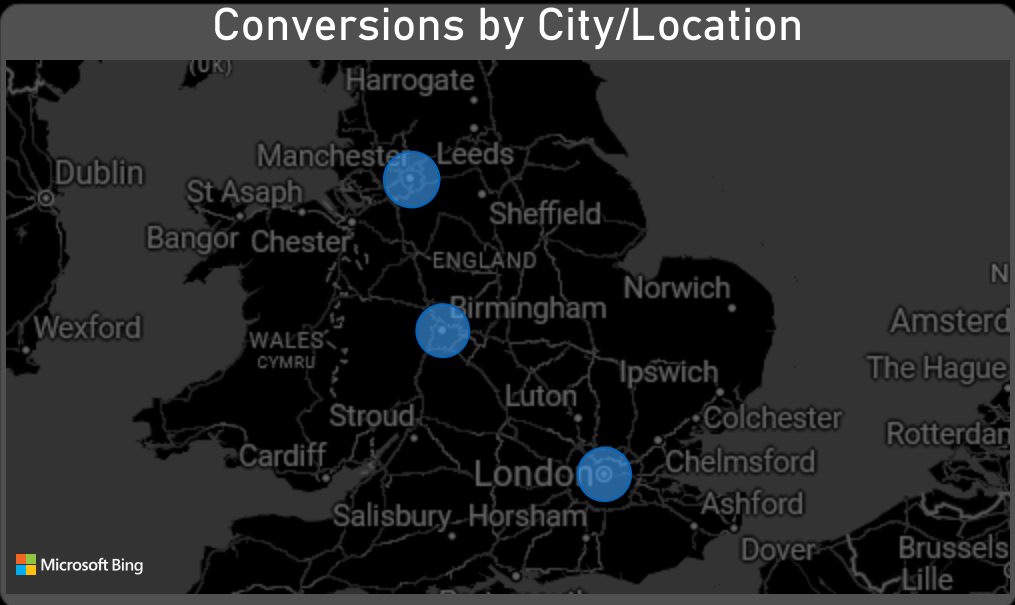 Conversions by City/Location
(UK)
Harrogate
Manchester
Leeds
Dublin
St Asaph
Sheffield
Bangor
Chester
ENGLAND
N
Norwich
Birmingham
Amsterd
Wexford
WALES
CYMRU
The Hague
Ipswich
Luton
Stroud
Colchester
Rotterdan
Cardiff
London
Chelmsford
Ashford
Salisbury
Horsham
Dover
Brussels
Microsoft Bing
Lille